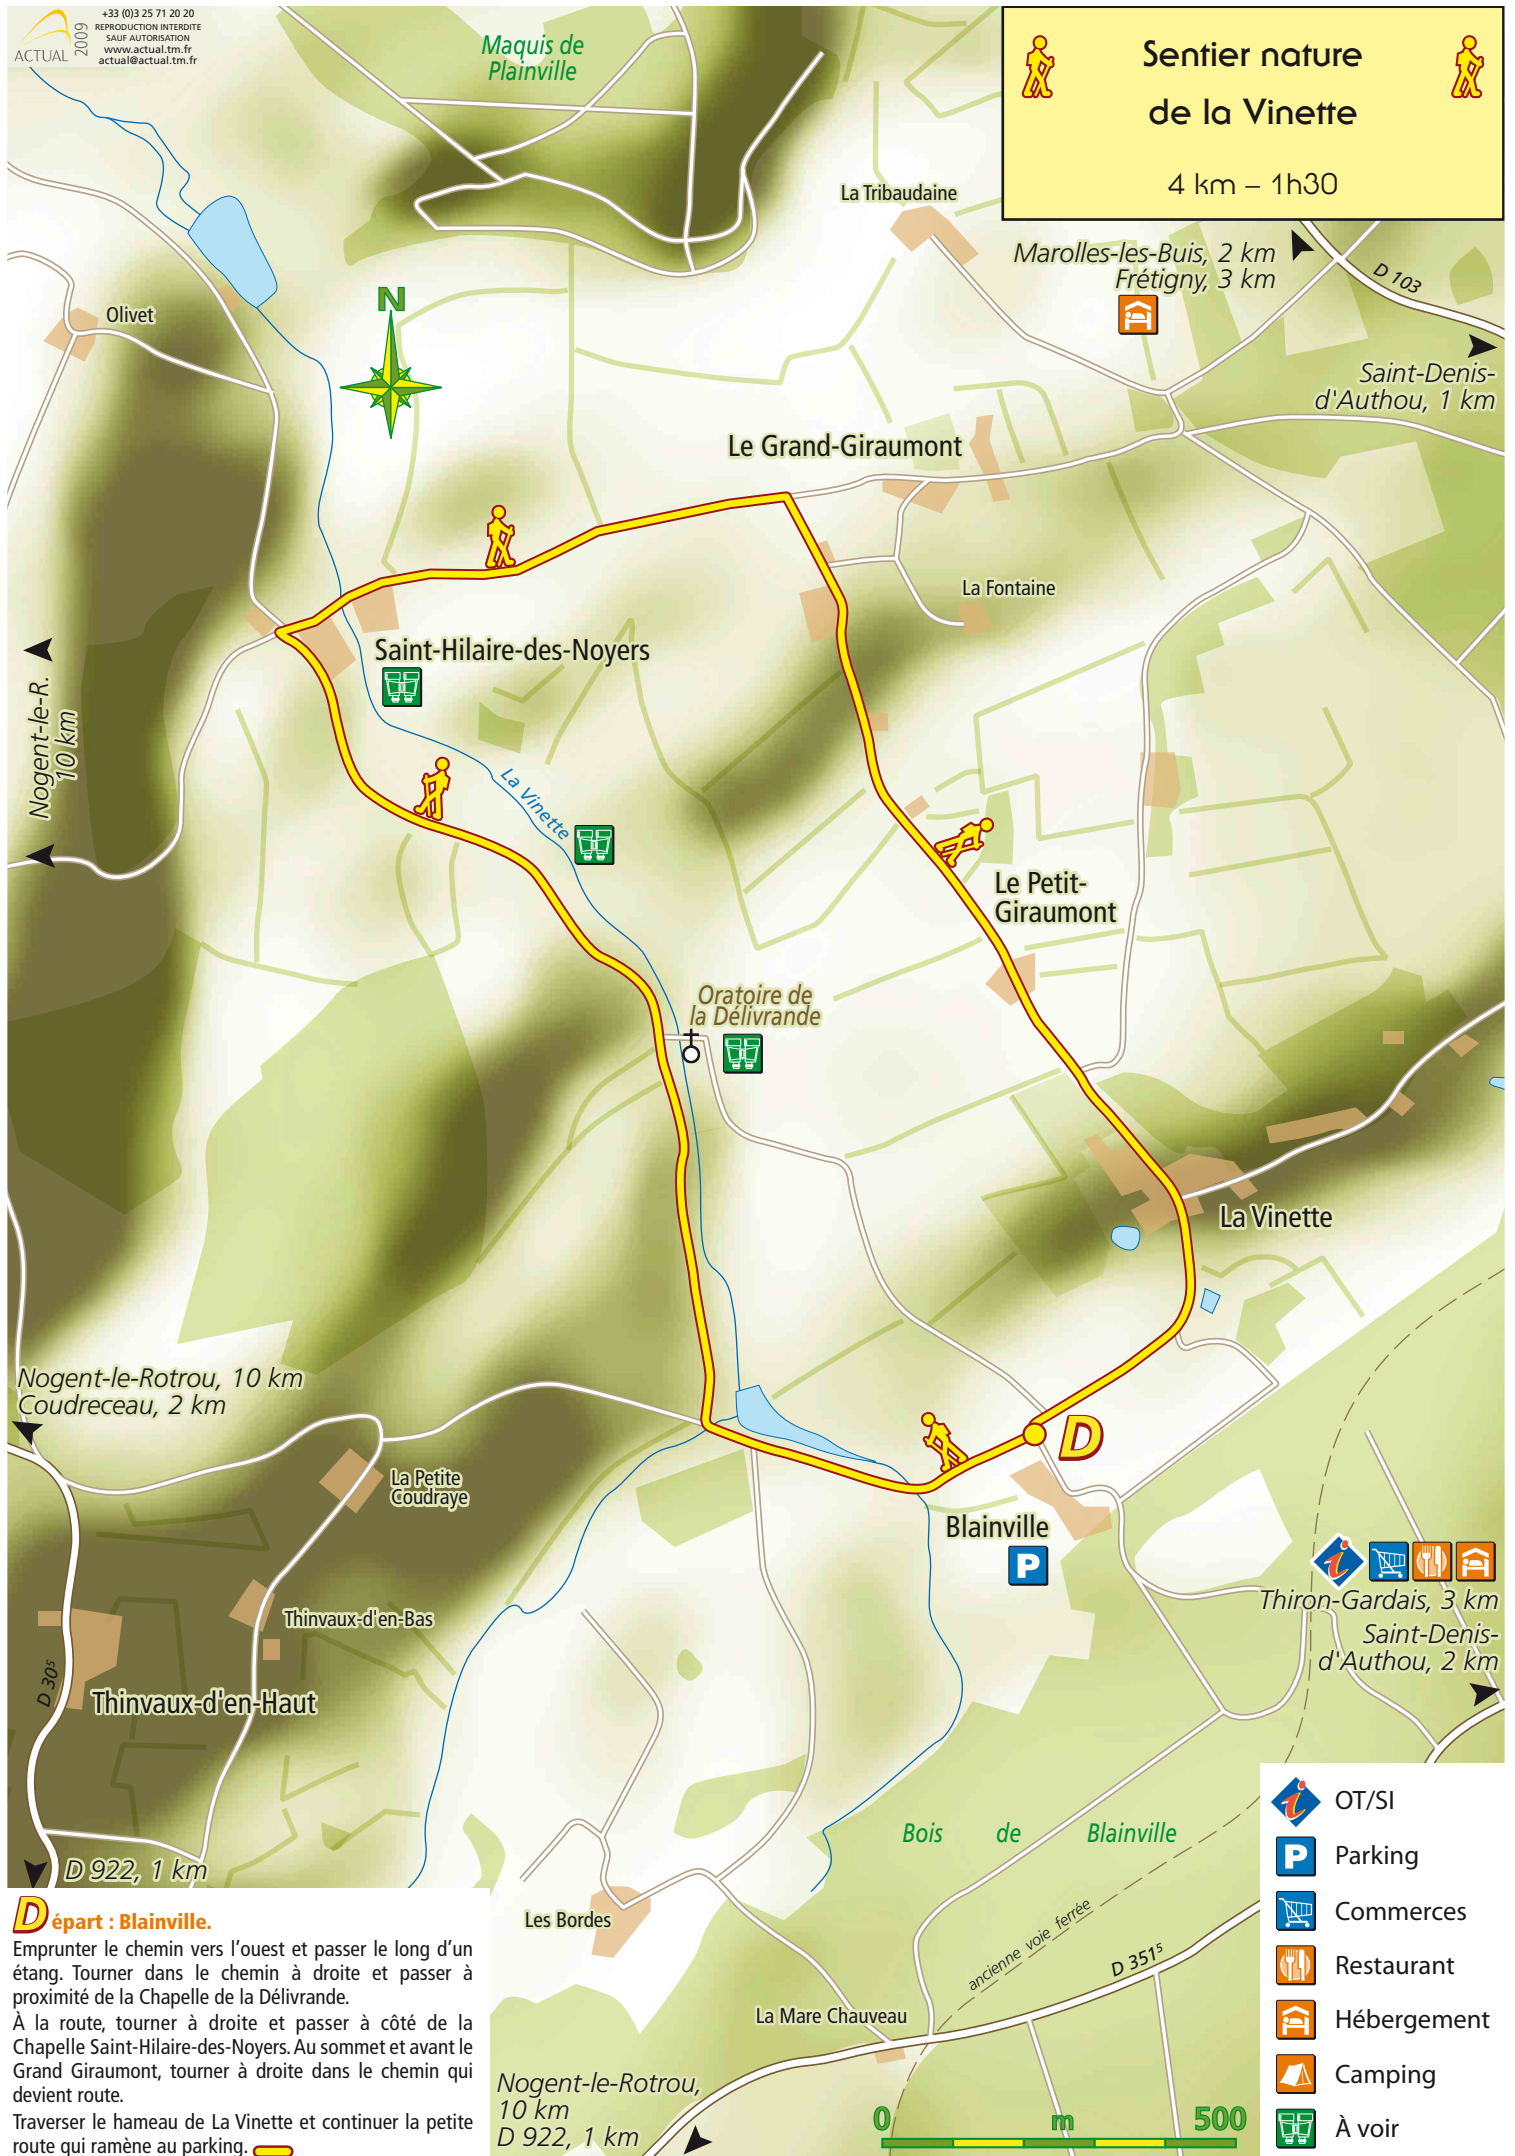 +33 (0)3 25 71 20 20
REPRODUCTION INTERDITE
SAUF AUTORISATION
www.actual.tm.fr
actual@actual.tm.fr
ACTUAL
2009
Sentier nature
de la Vinette
4 km – 1h30
Maquis de
Plainville
La Tribaudaine
Marolles-les-Buis, 2 km
Frétigny, 3 km
D 103
Saint-Denis-
d'Authou, 1 km
Olivet
N
Le Grand-Giraumont
La Fontaine
Saint-Hilaire-des-Noyers
Nogent-le-R.
10 km
La Vinette
Le Petit-
Giraumont
Oratoire de
la Délivrande
La Vinette
Nogent-le-Rotrou, 10 km
Coudreceau, 2 km
D
La Petite
Coudraye
Blainville
P
i
Thiron-Gardais, 3 km
Saint-Denis-
d'Authou, 2 km
Thinvaux-d'en-Bas
D 30⁵
Thinvaux-d'en-Haut
D 922, 1 km
Bois de Blainville
Les Bordes
ancienne voie ferrée
D 351⁵
La Mare Chauveau
Nogent-le-Rotrou,
10 km
D 922, 1 km
0 m 500
Départ : Blainville.
Emprunter le chemin vers l'ouest et passer le long d'un
étang. Tourner dans le chemin à droite et passer à
proximité de la Chapelle de la Délivrande.
À la route, tourner à droite et passer à côté de la
Chapelle Saint-Hilaire-des-Noyers. Au sommet et avant le
Grand Giraumont, tourner à droite dans le chemin qui
devient route.
Traverser le hameau de La Vinette et continuer la petite
route qui ramène au parking.
i OT/SI
P Parking
Commerces
Restaurant
Hébergement
Camping
À voir